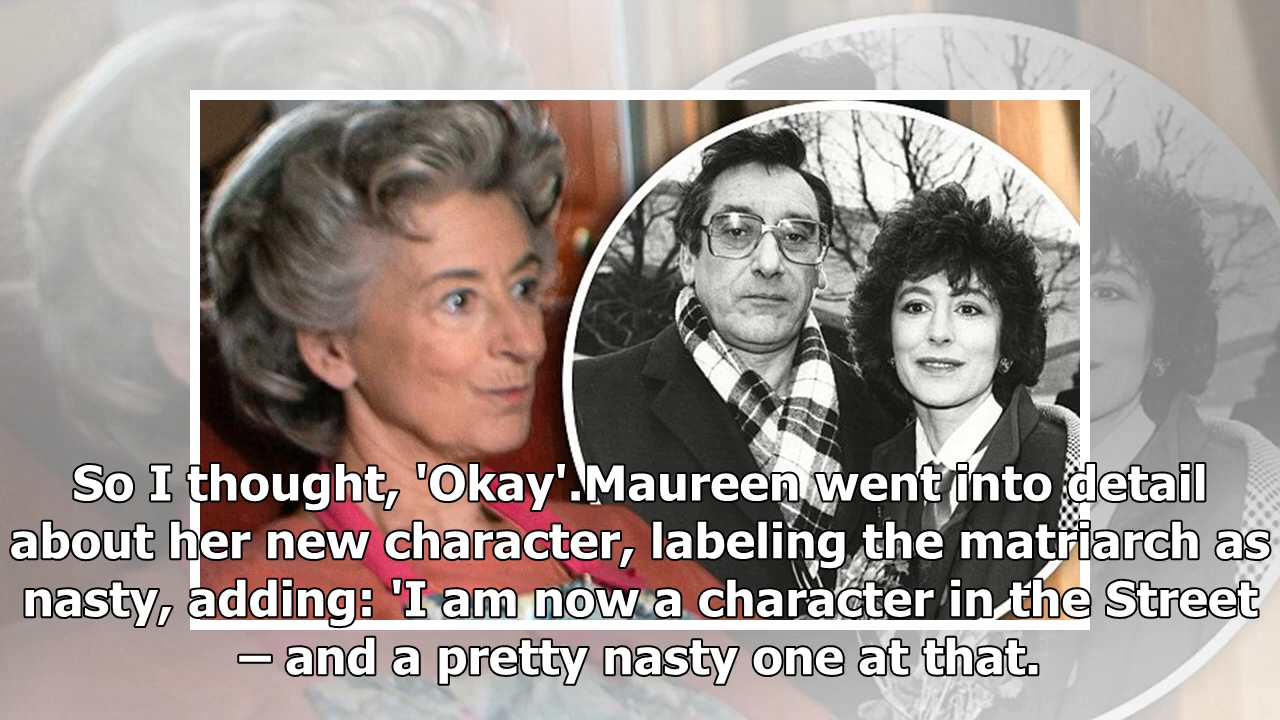 So I thought, 'Okay'.Maureen went into detail
about her new character, labeling the matriarch as
nasty, adding: 'I am now a character in the Street
– and a pretty nasty one at that.